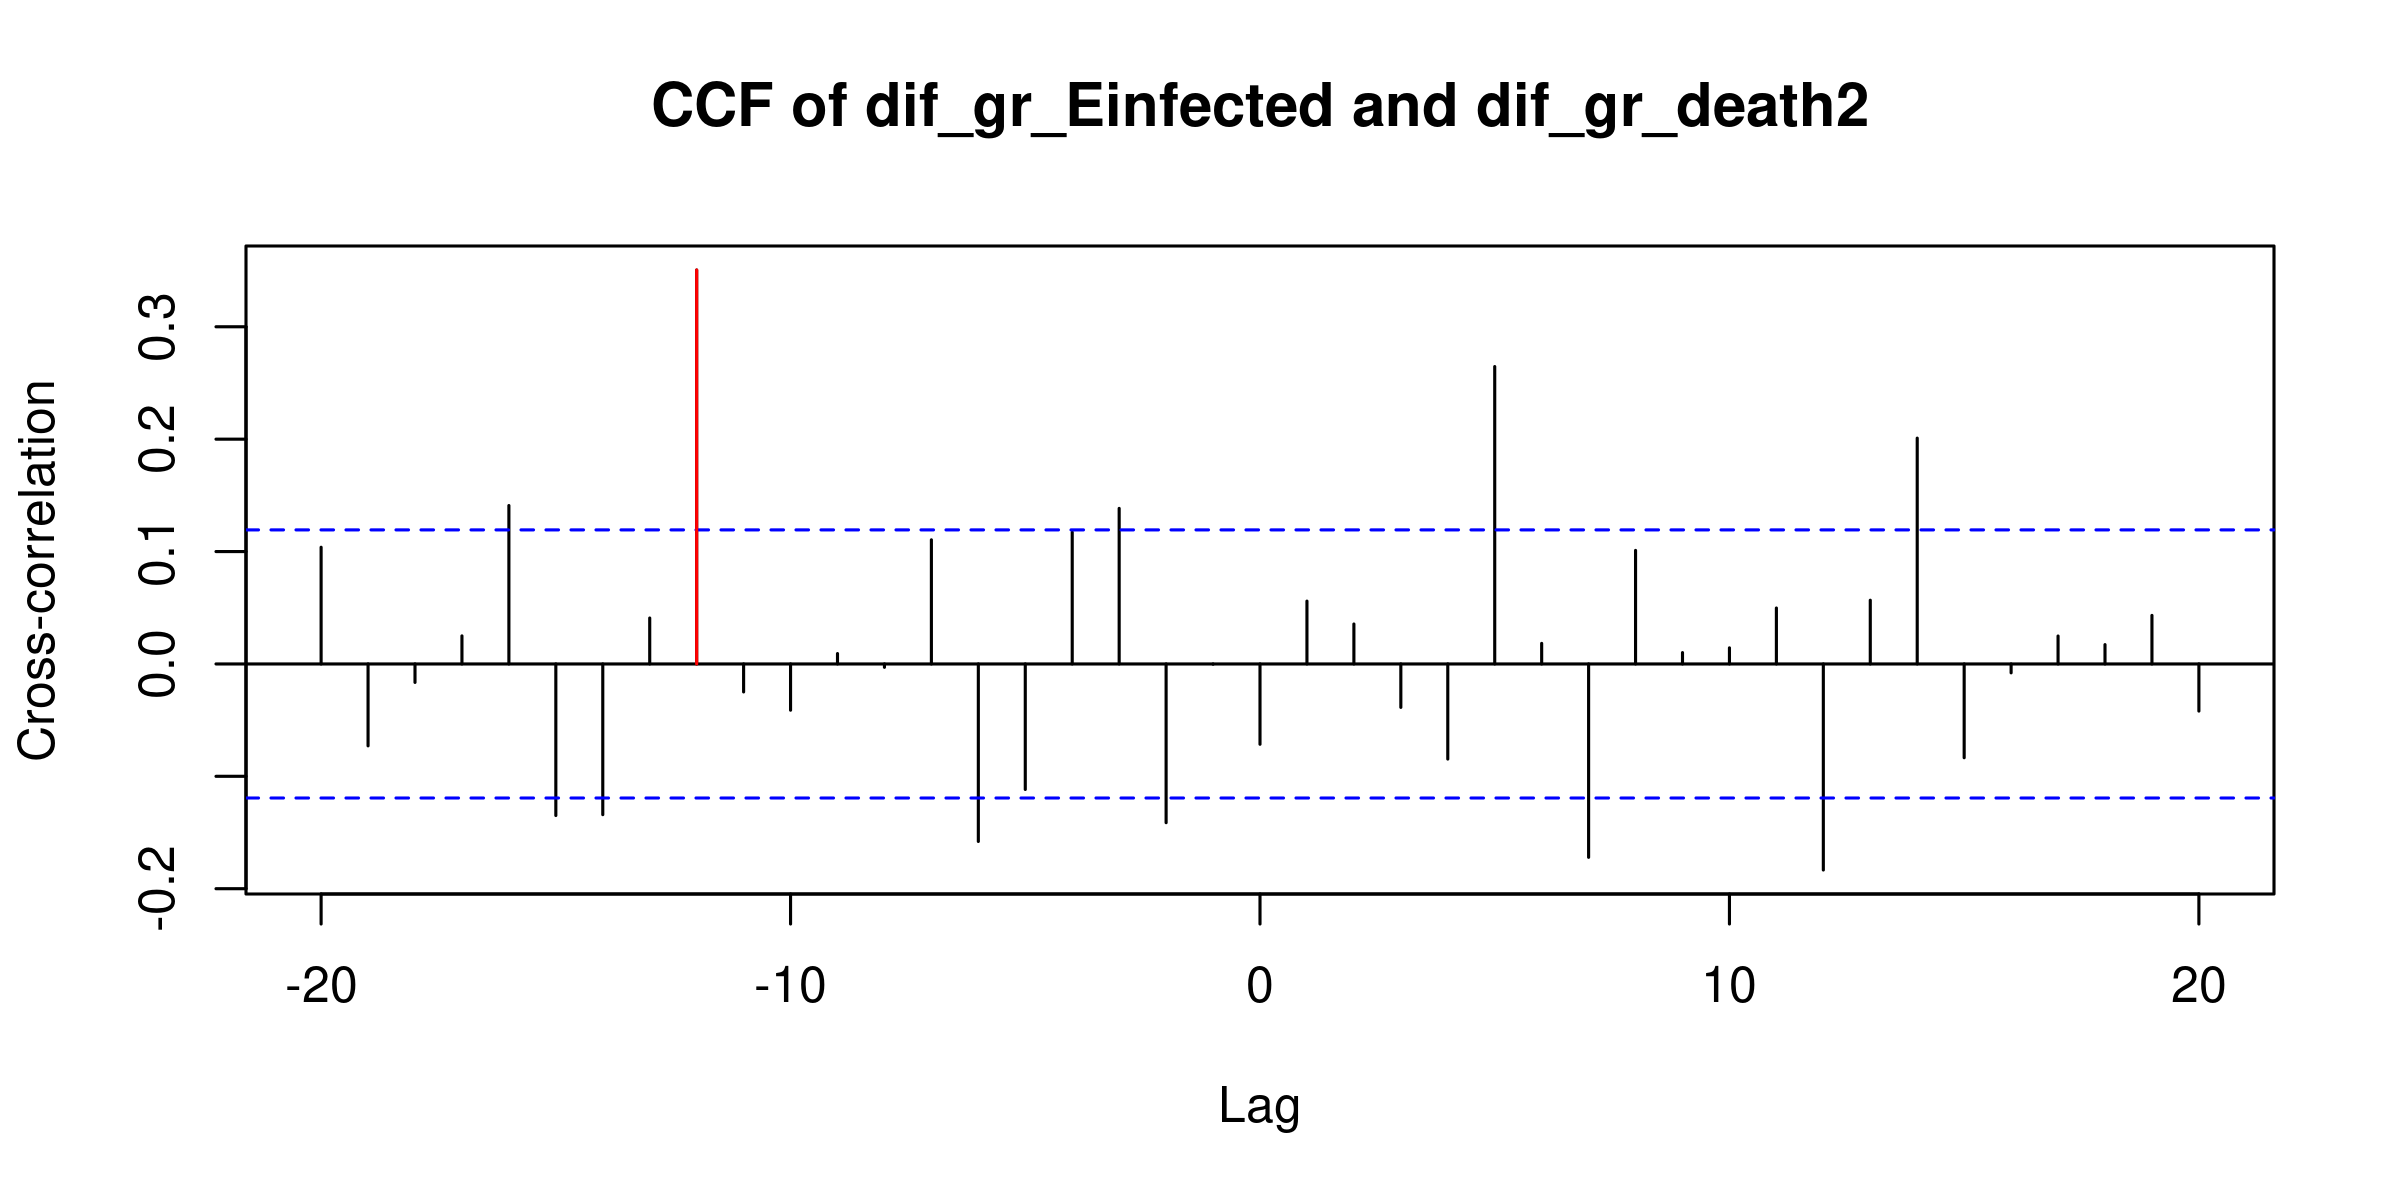 CCF of dif_gr_Einfected and dif_gr_death2
Cross-correlation
0.3
0.2
0.1
0.0
-0.2
-20 -10 0 10 20
Lag